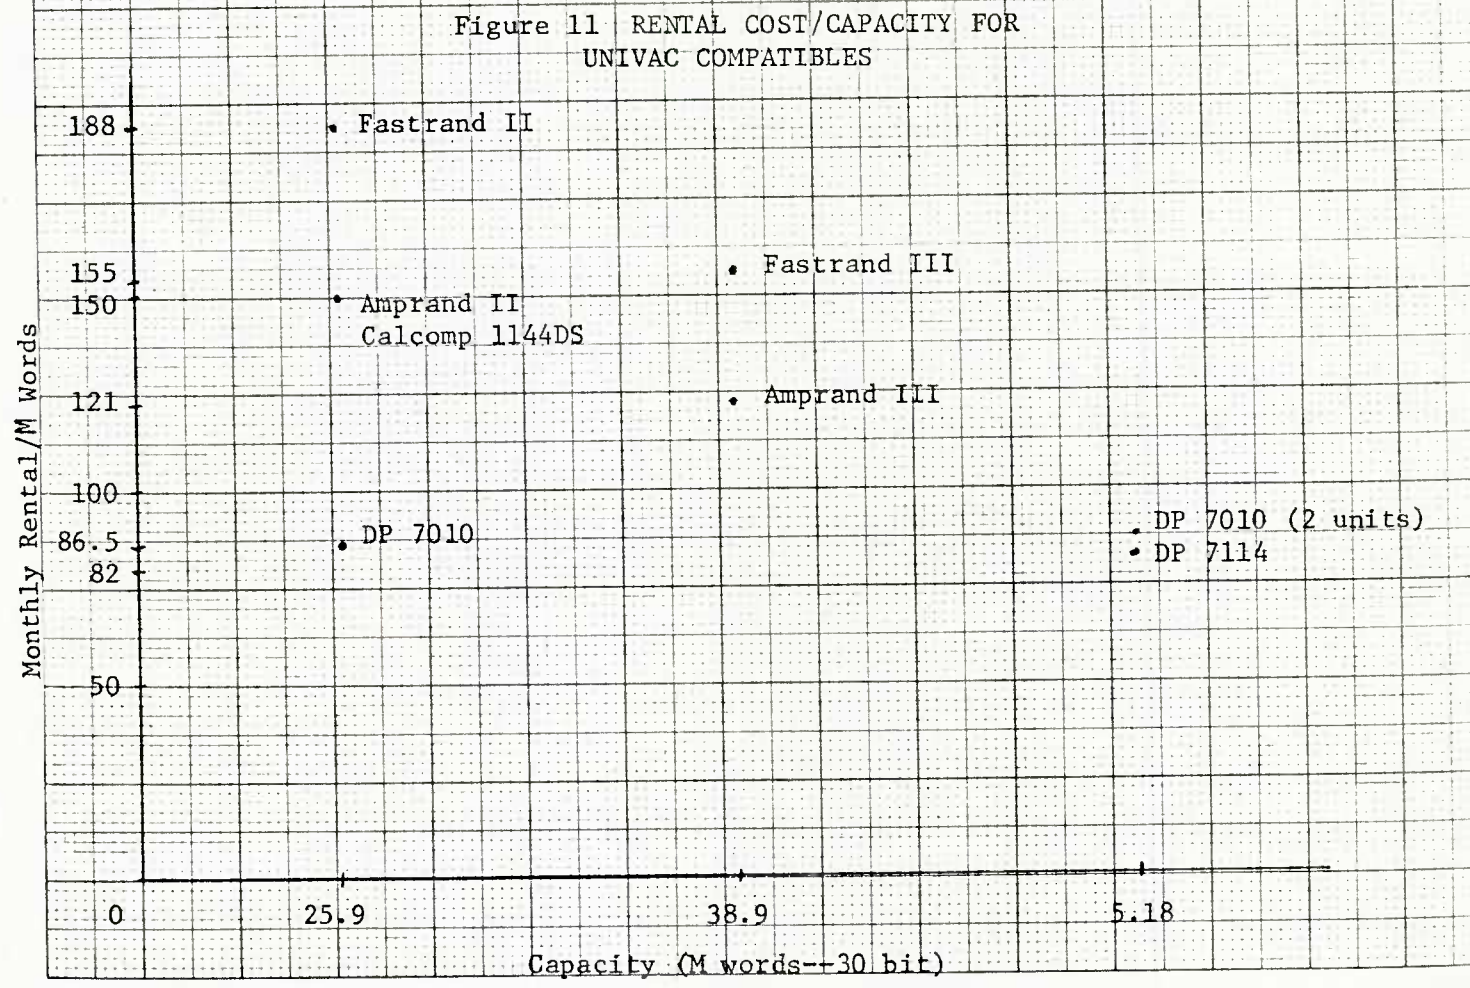 Figure 11 RENTAL COST/CAPACITY FOR
UNIVAC COMPATIBLES
188
Fastrand II
155
Fastrand III
150
Amprand II
Calcomp 1144DS
121
Amprand III
100
DP 7010 (2 units)
86.5
DP 7010
DP 7114
82
50
Monthly Rental/M Words
0
25.9
38.9
5.18
Capacity (M words--30 bit)